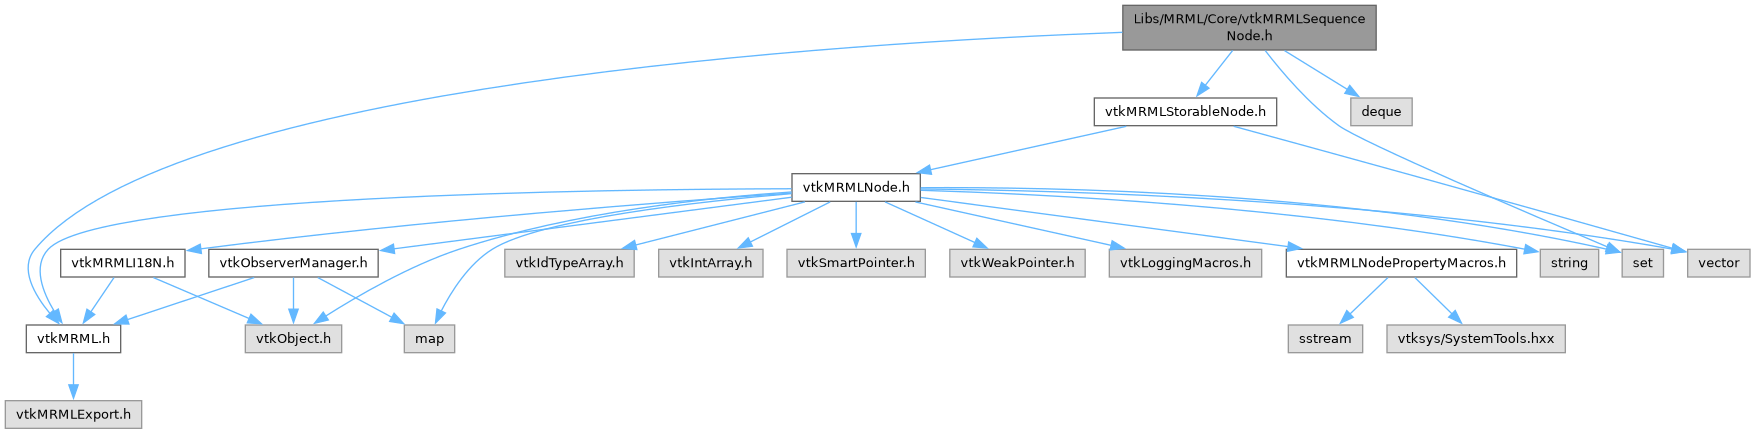 Libs/MRML/Core/vtkMRMLSequence
Node.h
vtkMRMLStorableNode.h
deque
vtkMRMLNode.h
vtkMRMLI18N.h
vtkObserverManager.h
vtkIdTypeArray.h
vtkIntArray.h
vtkSmartPointer.h
vtkWeakPointer.h
vtkLoggingMacros.h
vtkMRMLNodePropertyMacros.h
string
set
vector
vtkMRML.h
vtkObject.h
map
sstream
vtksys/SystemTools.hxx
vtkMRMLExport.h